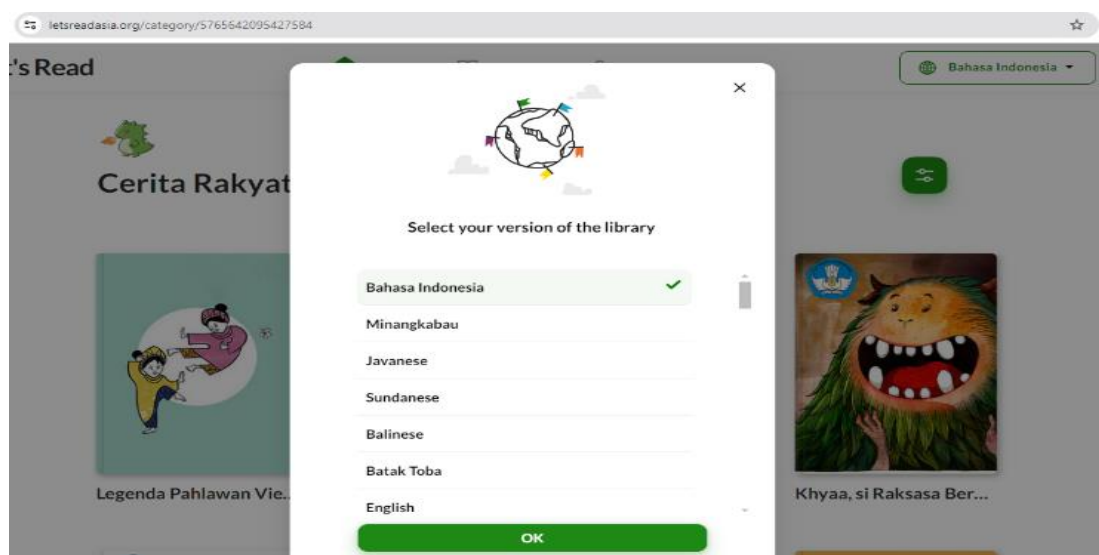 letsreadasia.org/category/5765642095427584
's Read
Bahasa Indonesia
Cerita Rakyat
Select your version of the library
Bahasa Indonesia
Minangkabau
Javanese
Sundanese
Balinese
Batak Toba
English
OK
Legenda Pahlawan Vie...
Khyaa, si Raksasa Ber...